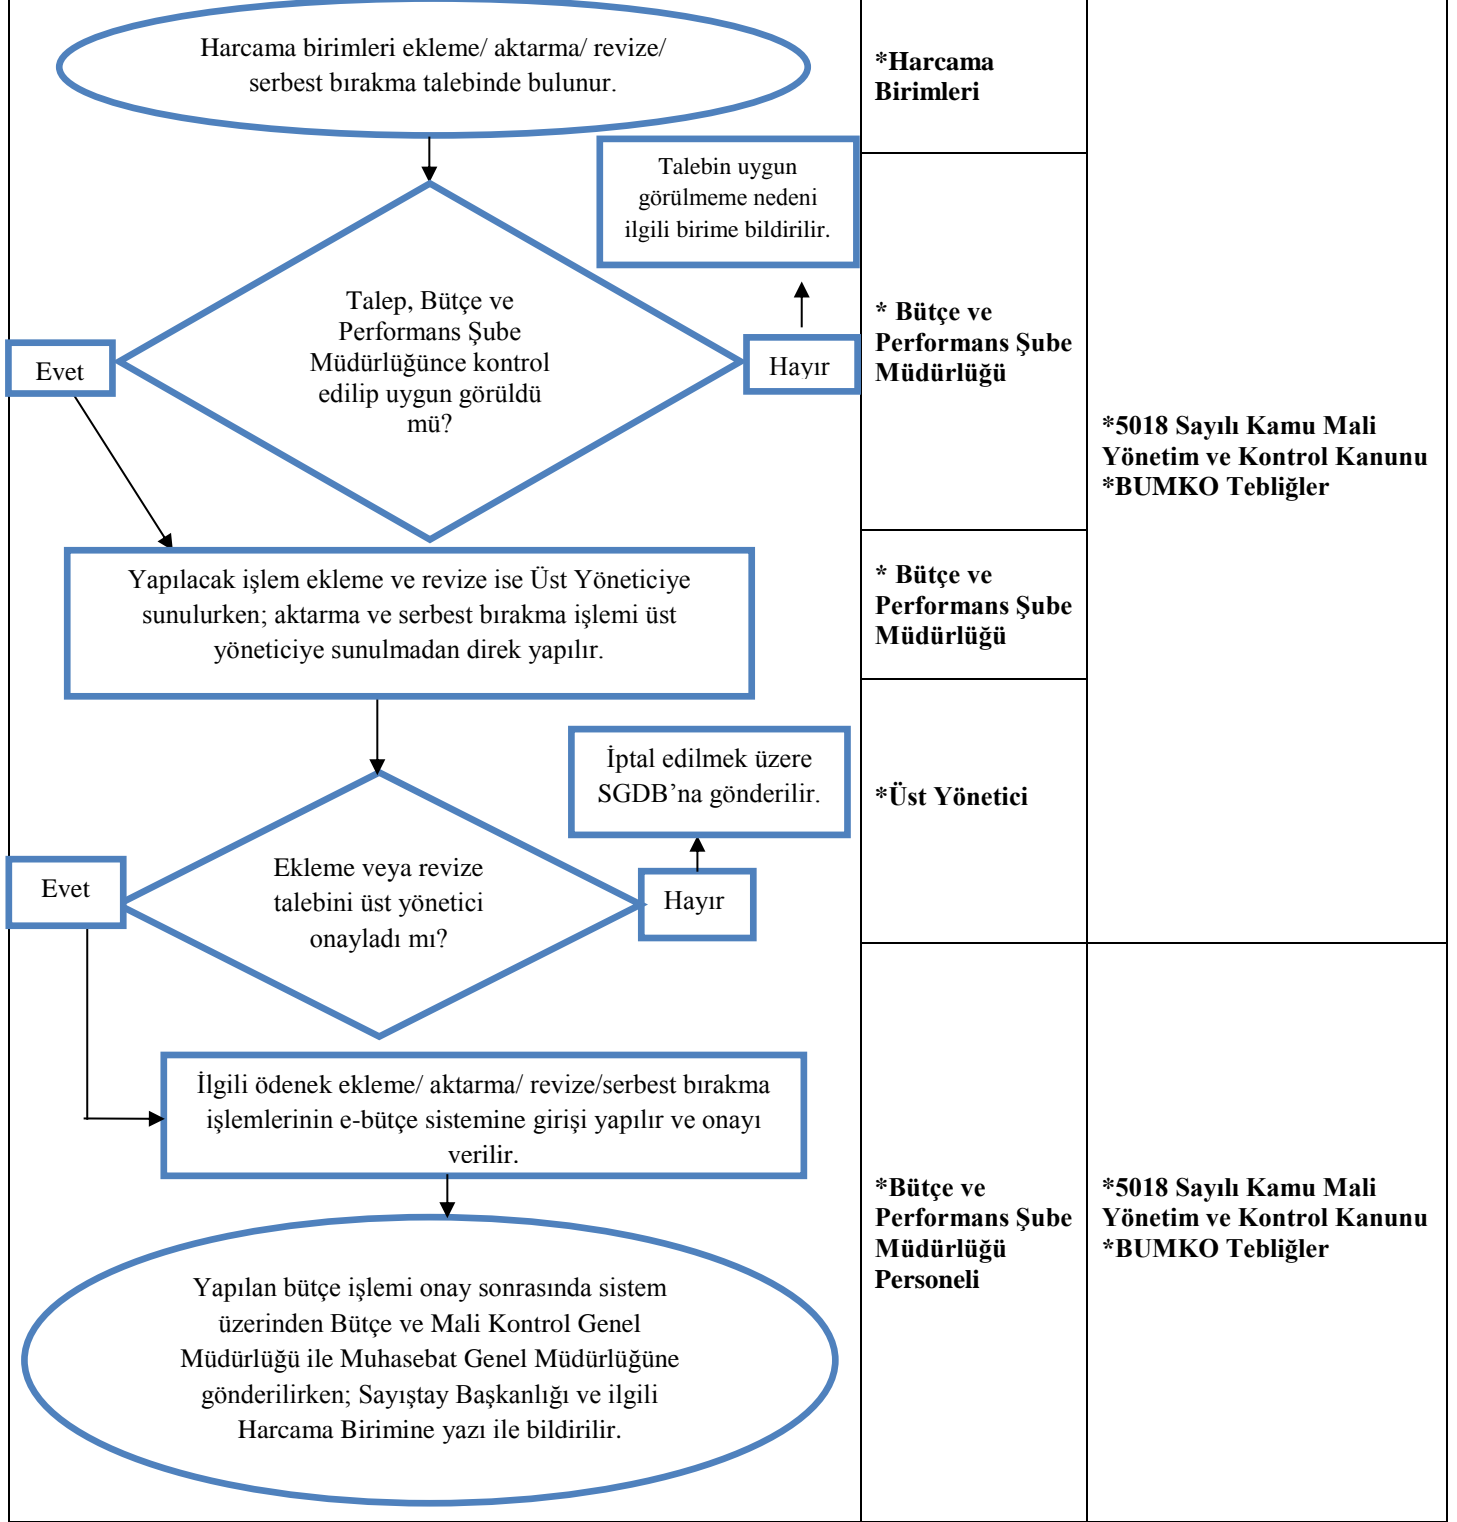 Harcama birimleri ekleme/ aktarma/ revize/
serbest bırakma talebinde bulunur.
*Harcama
Birimleri
Talebin uygun
görülmeme nedeni
ilgili birime bildirilir.
Talep, Bütçe ve
Performans Şube
Müdürlüğünce kontrol
edilip uygun görüldü
mü?
Evet
Hayır
* Bütçe ve
Performans Şube
Müdürlüğü
*5018 Sayılı Kamu Mali
Yönetim ve Kontrol Kanunu
*BUMKO Tebliğler
Yapılacak işlem ekleme ve revize ise Üst Yöneticiye
sunulurken; aktarma ve serbest bırakma işlemi üst
yöneticiye sunulmadan direk yapılır.
* Bütçe ve
Performans Şube
Müdürlüğü
İptal edilmek üzere
SGDB’na gönderilir.
*Üst Yönetici
Evet
Ekleme veya revize
talebini üst yönetici
onayladı mı?
Hayır
İlgili ödenek ekleme/ aktarma/ revize/serbest bırakma
işlemlerinin e-bütçe sistemine girişi yapılır ve onayı
verilir.
*Bütçe ve
Performans Şube
Müdürlüğü
Personeli
*5018 Sayılı Kamu Mali
Yönetim ve Kontrol Kanunu
*BUMKO Tebliğler
Yapılan bütçe işlemi onay sonrasında sistem
üzerinden Bütçe ve Mali Kontrol Genel
Müdürlüğü ile Muhasebat Genel Müdürlüğüne
gönderilirken; Sayıştay Başkanlığı ve ilgili
Harcama Birimine yazı ile bildirilir.